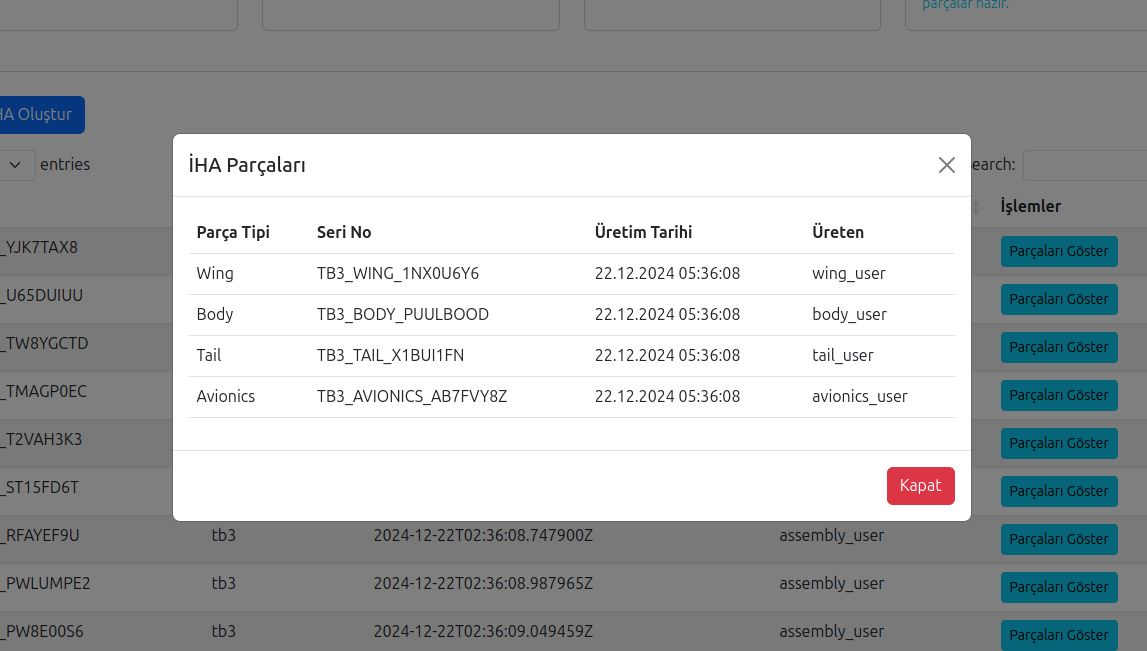 parçalar hazır.
İHA Oluştur
entries
earch:
İHA Parçaları
İşlemler
Parça Tipi Seri No Üretim Tarihi Üreten
Wing TB3_WING_1NX0U6Y6 22.12.2024 05:36:08 wing_user
Body TB3_BODY_PUULBOOD 22.12.2024 05:36:08 body_user
Tail TB3_TAIL_X1BUI1FN 22.12.2024 05:36:08 tail_user
Avionics TB3_AVIONICS_AB7FVY8Z 22.12.2024 05:36:08 avionics_user
Kapat
_YJK7TAX8 Parçaları Göster
_U65DUIUU Parçaları Göster
_TW8YGCTD Parçaları Göster
_TMAGP0EC Parçaları Göster
_T2VAH3K3 Parçaları Göster
_ST15FD6T Parçaları Göster
_RFAYEF9U tb3 2024-12-22T02:36:08.747900Z assembly_user Parçaları Göster
_PWLUMPE2 tb3 2024-12-22T02:36:08.987965Z assembly_user Parçaları Göster
_PW8E00S6 tb3 2024-12-22T02:36:09.049459Z assembly_user Parçaları Göster